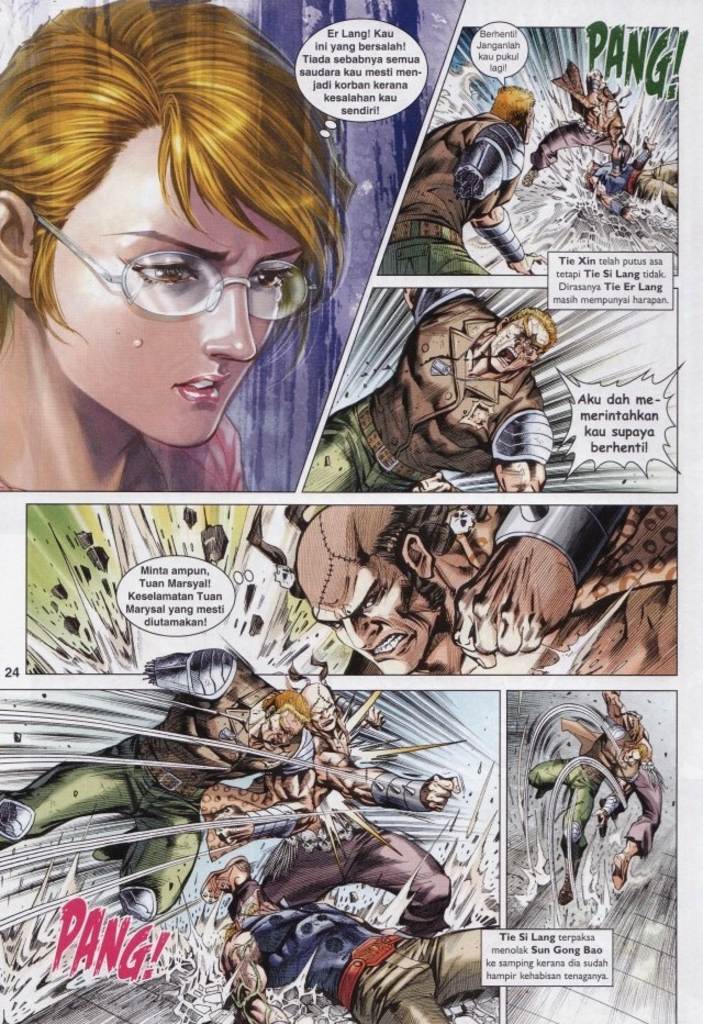 Er Lang! Kau
ini yang bersalah!
Tiada sebabnya semua
saudara kau mesti men-
jadi korban kerana
kesalahan kau
sendiri!
Berhenti!
Janganlah
kau pukul
lagi!
PANG!
Tie Xin telah putus asa
tetapi Tie Si Lang tidak.
Dirasanya Tie Er Lang
masih mempunyai harapan.
Aku dah me-
merintahkan
kau supaya
berhenti!
Minta ampun,
Tuan Marsyal!
Keselamatan Tuan
Marysal yang mesti
diutamakan!
24
PANG!
Tie Si Lang terpaksa
menolak Sun Gong Bao
ke samping kerana dia sudah
hampir kehabisan tenaganya.